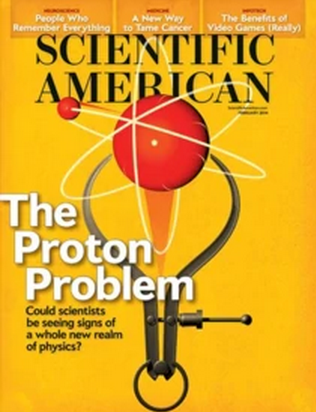 NEUROSCIENCE
People Who
Remember Everything
MEDICINE
A New Way
to Tame Cancer
INFOTECH
The Benefits of
Video Games (Really)
SCIENTIFIC
AMERICAN
ScientificAmerican.com
FEBRUARY 2014
The
Proton
Problem
Could scientists
be seeing signs of
a whole new realm
of physics?